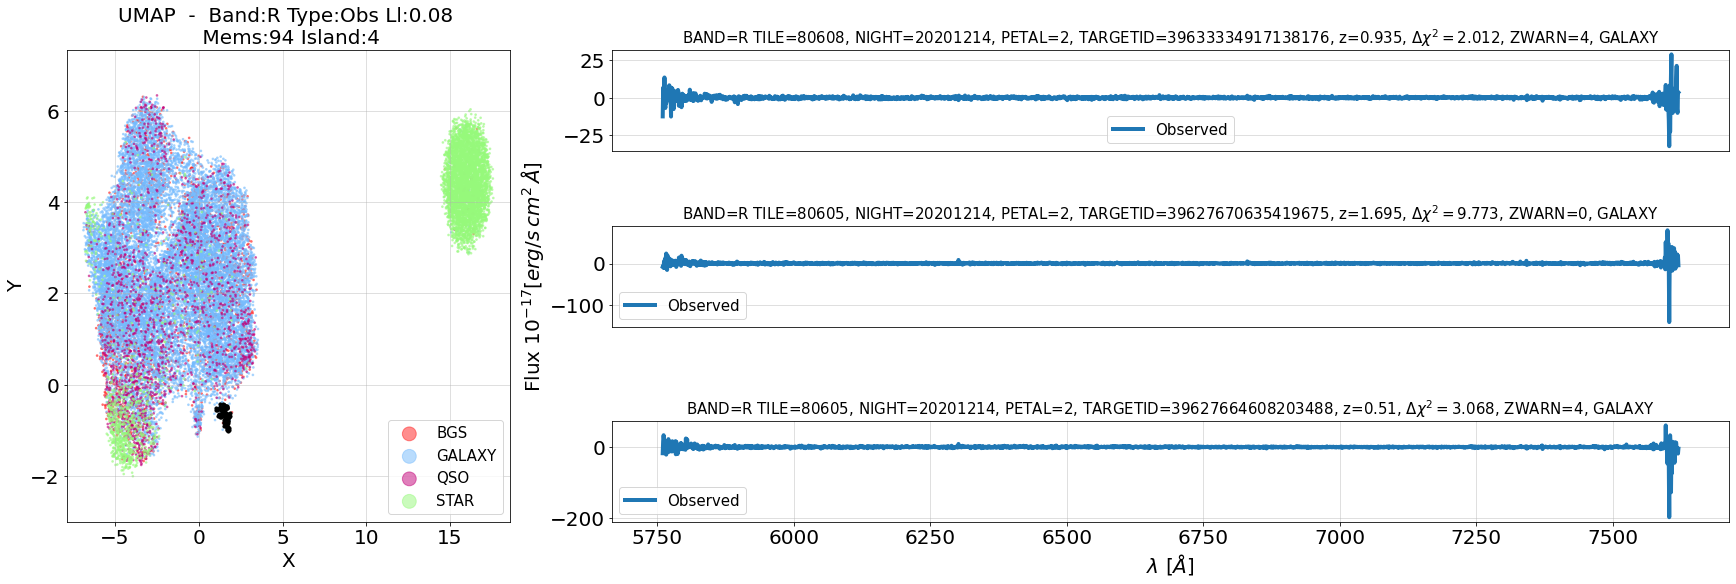 UMAP  -  Band:R Type:Obs Ll:0.08
Mems:94 Island:4
6
4
2
0
−2
Y
−5
0
5
10
15
X
BGS
GALAXY
QSO
STAR
Flux 10^{−17}[erg/s cm^{2} Å]
BAND=R TILE=80608, NIGHT=20201214, PETAL=2, TARGETID=39633334917138176, z=0.935, Δχ² = 2.012, ZWARN=4, GALAXY
25
0
−25
Observed
BAND=R TILE=80605, NIGHT=20201214, PETAL=2, TARGETID=39627670635419675, z=1.695, Δχ² = 9.773, ZWARN=0, GALAXY
0
−100
Observed
BAND=R TILE=80605, NIGHT=20201214, PETAL=2, TARGETID=39627664608203488, z=0.51, Δχ² = 3.068, ZWARN=4, GALAXY
0
−200
Observed
5750
6000
6250
6500
6750
7000
7250
7500
λ [Å]